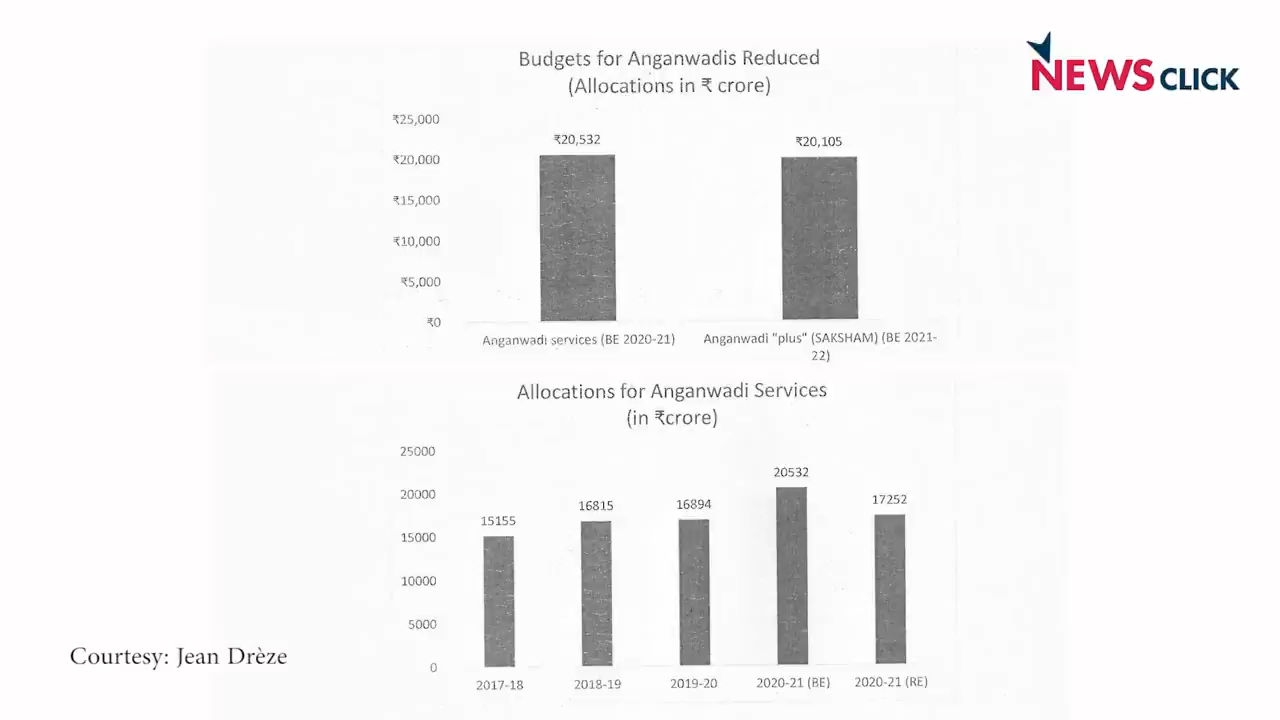 NEWS CLICK
Budgets for Anganwadis Reduced
(Allocations in ₹ crore)
₹25,000
₹20,000
₹15,000
₹10,000
₹5,000
₹0
₹20,532
₹20,105
Anganwadi services (BE 2020-21)
Anganwadi "plus" (SAKSHAM) (BE 2021-
22)
Allocations for Anganwadi Services
(in ₹crore)
25000
20000
15000
10000
5000
0
15155
16815
16894
20532
17252
2017-18
2018-19
2019-20
2020-21 (BE)
2020-21 (RE)
Courtesy: Jean Drèze